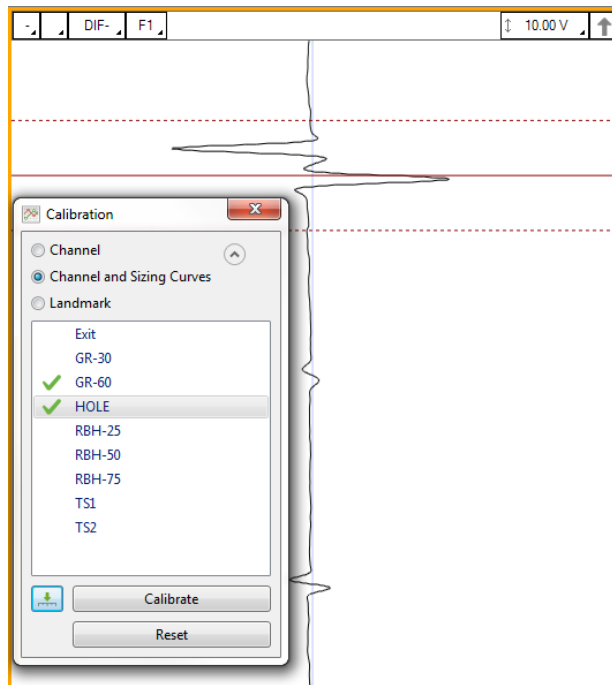 - DIF- F1 10.00 V
Calibration
Channel
Channel and Sizing Curves
Landmark
Exit
GR-30
GR-60
HOLE
RBH-25
RBH-50
RBH-75
TS1
TS2
Calibrate
Reset